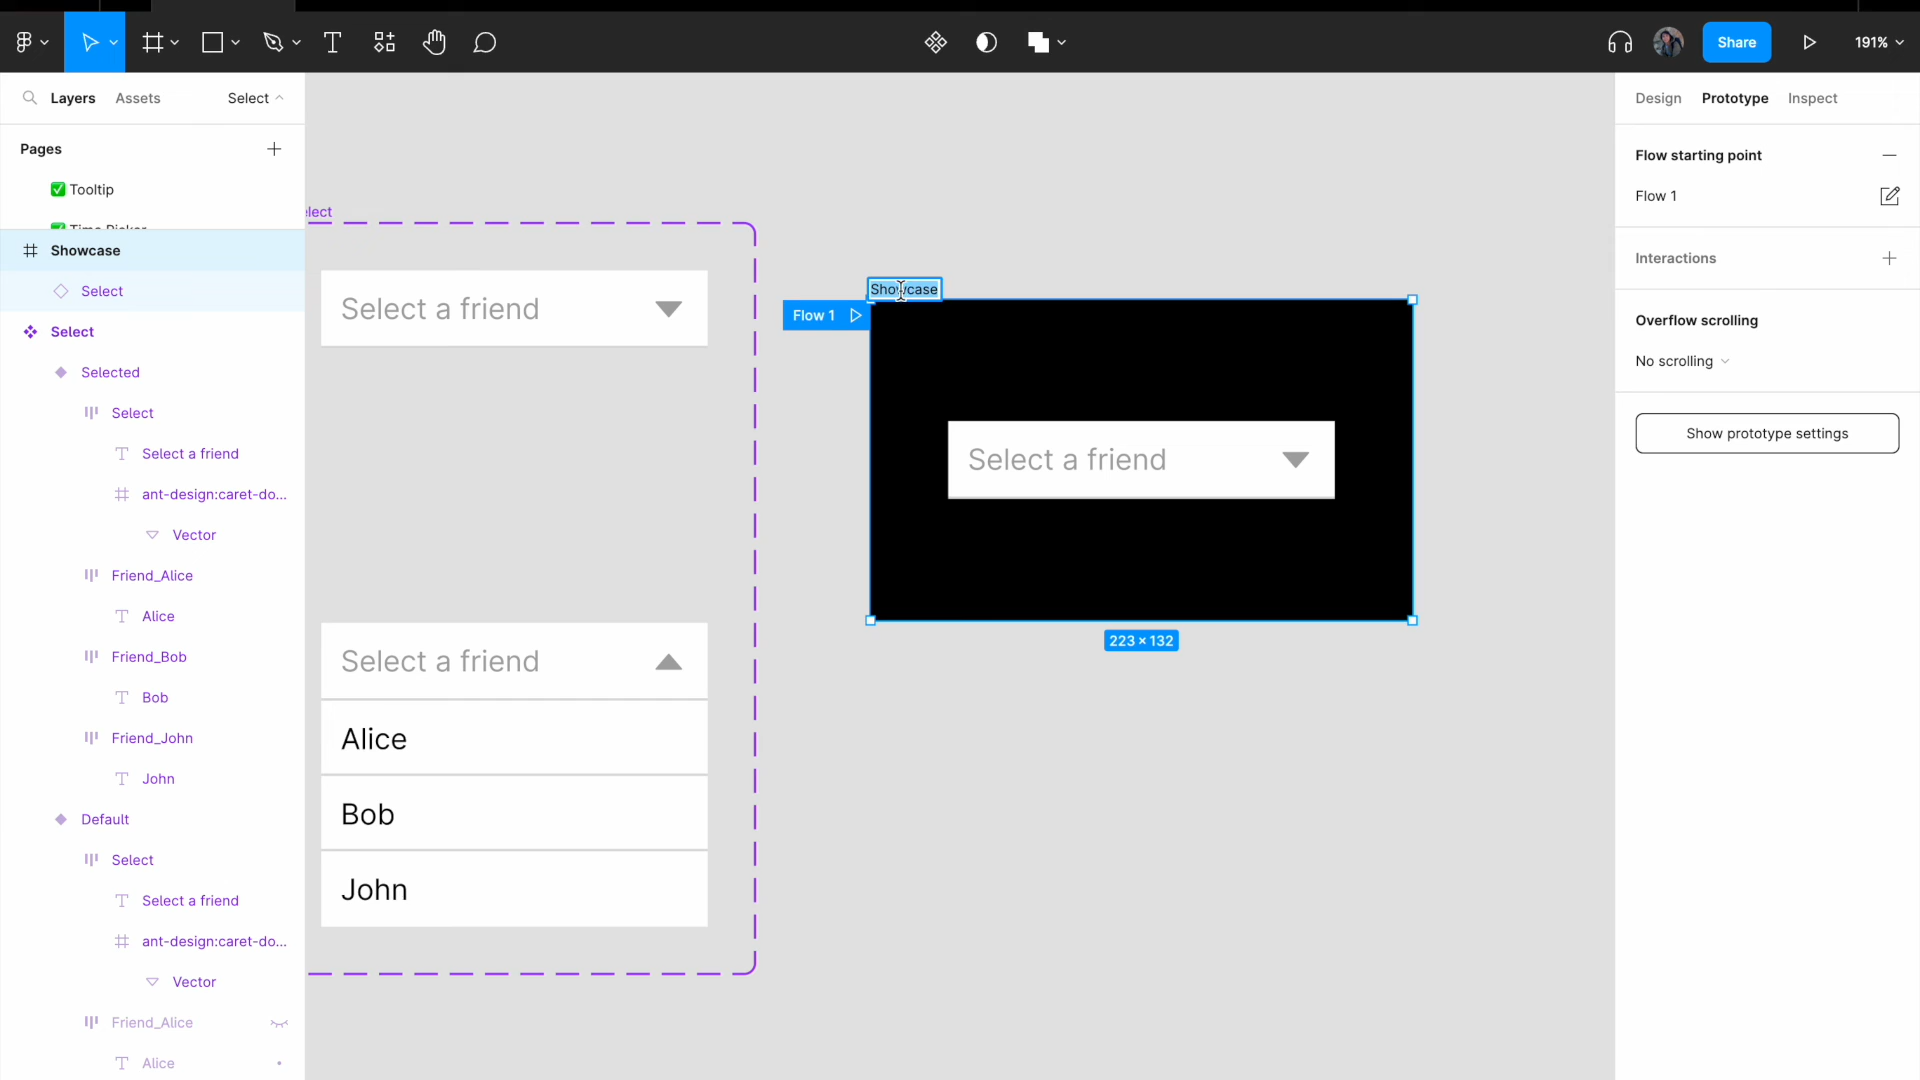 Share
191%
Layers
Assets
Select
Design
Prototype
Inspect
Pages
✅ Tooltip
✅ Time Picker
Showcase
Select
Select
Selected
Select
Select a friend
ant-design:caret-do...
Vector
Friend_Alice
Alice
Friend_Bob
Bob
Friend_John
John
Default
Select
Select a friend
ant-design:caret-do...
Vector
Friend_Alice
Alice
elect
Select a friend
Select a friend
Alice
Bob
John
Showcase
Flow 1
Select a friend
223 × 132
Flow starting point
Flow 1
Interactions
Overflow scrolling
No scrolling
Show prototype settings